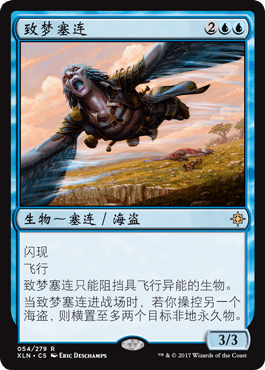 致梦塞连 2
生物～塞连 / 海盗
闪现
飞行
致梦塞连只能阻挡具飞行异能的生物。
当致梦塞连进战场时，若你操控另一个
海盗，则横置至多两个目标非地永久物。
3/3
054/279 R
XLN • CS ERIC DESCHAMPS
™ & © 2017 Wizards of the Coast